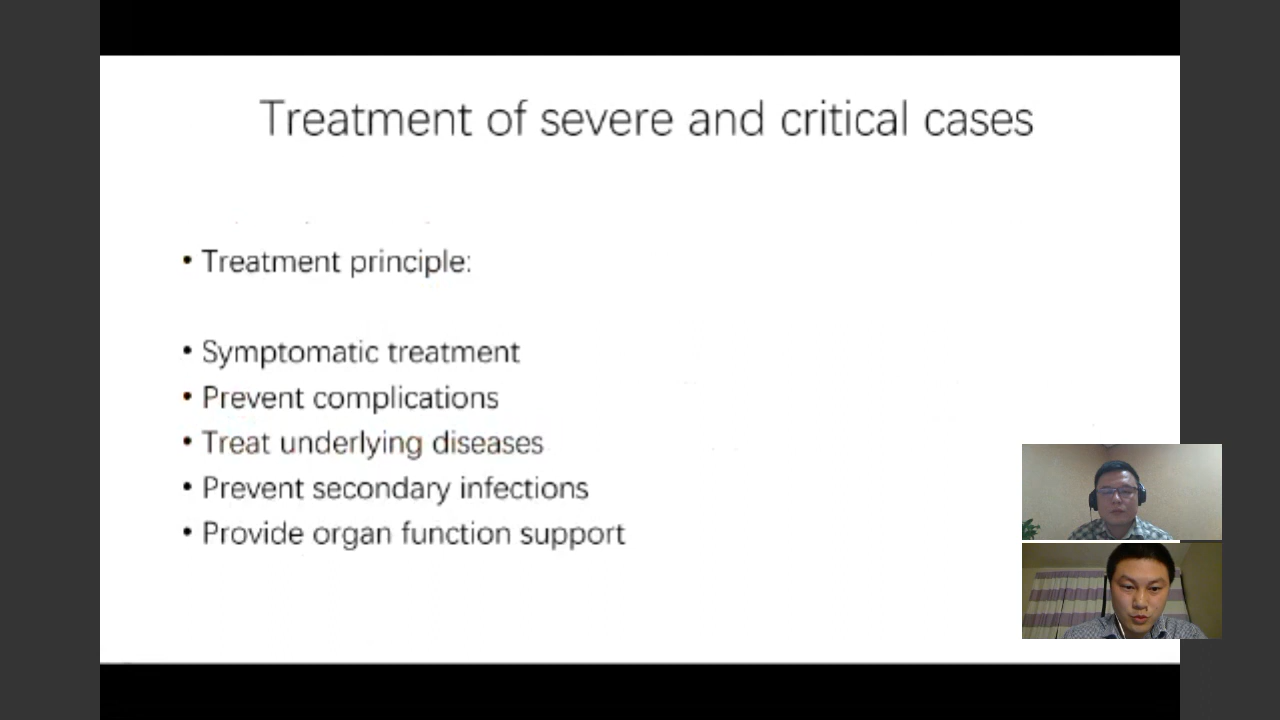 Treatment of severe and critical cases
• Treatment principle:
• Symptomatic treatment
• Prevent complications
• Treat underlying diseases
• Prevent secondary infections
• Provide organ function support